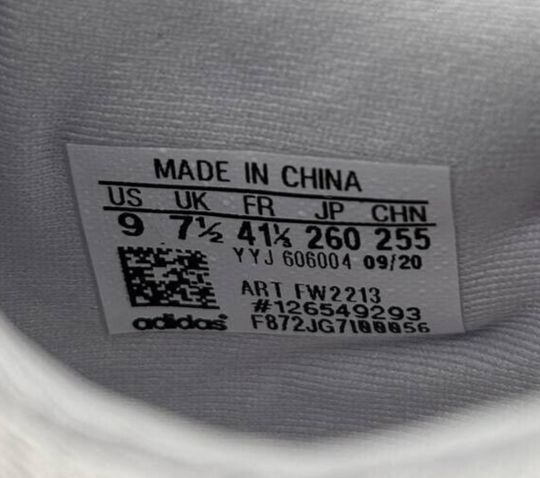 MADE IN CHINA
US UK FR JP CHN
9 7½ 41⅓ 260 255
YYJ 606004 09/20
ART FW2213
#126549293
adidas F872JG7100056